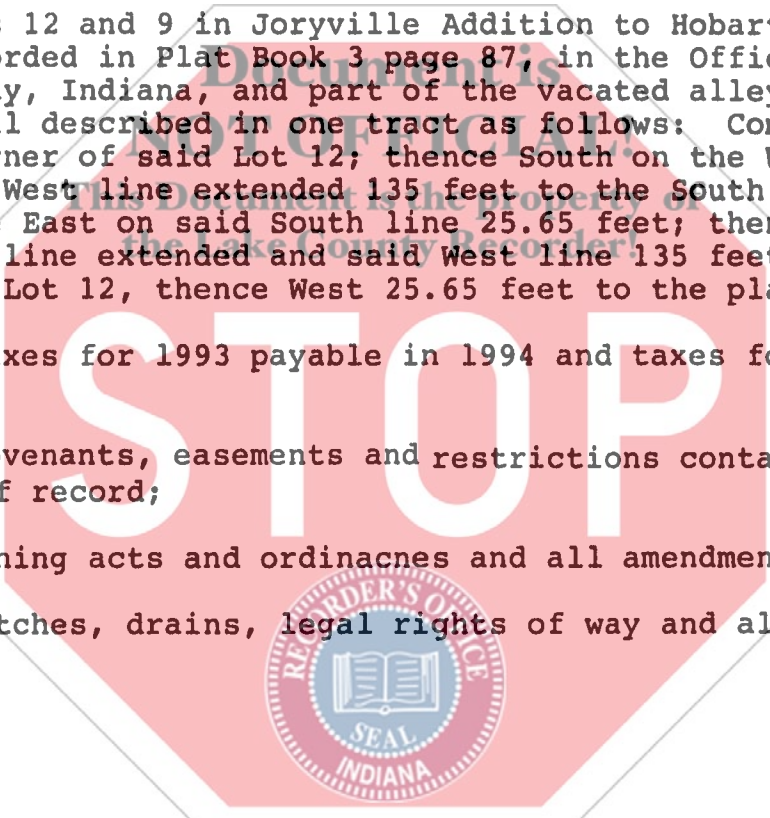 12 and 9 in Joryville Addition to Hobar
orded in Plat Book 3 page 87, in the Offic
y, Indiana, and part of the vacated alley
l described in one tract as follows: Co
rner of said Lot 12; thence South on the W
West line extended 135 feet to the South
East on said South line 25.65 feet; then
line extended and said West line 135 feet
Lot 12, thence West 25.65 feet to the pla
xes for 1993 payable in 1994 and taxes fo
venants, easements and restrictions conta
f record;
ning acts and ordinacnes and all amendmen
tches, drains, legal rights of way and al
Document is
NOT OFFICIAL!
This Document is the property of
the Lake County Recorder!
STOP
RECORDER'S OFFICE
SEAL
INDIANA